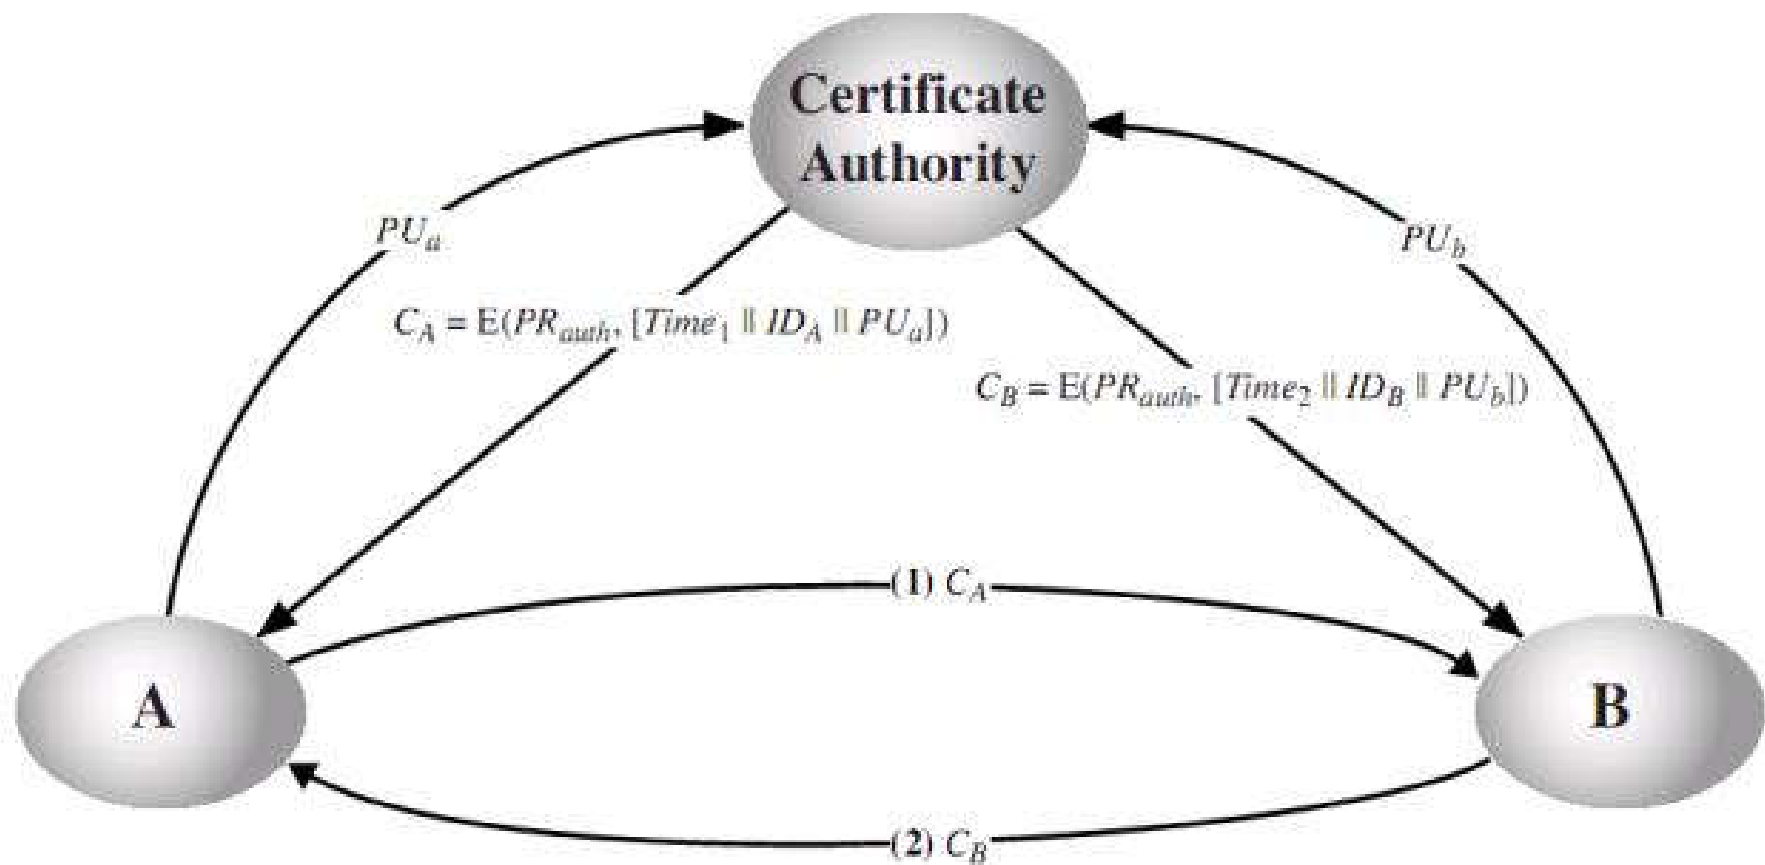 Certificate
Authority
PUa
PUb
CA = E(PRauth, [Time1 || IDA || PUa])
CB = E(PRauth, [Time2 || IDB || PUb])
(1) CA
A
B
(2) CB